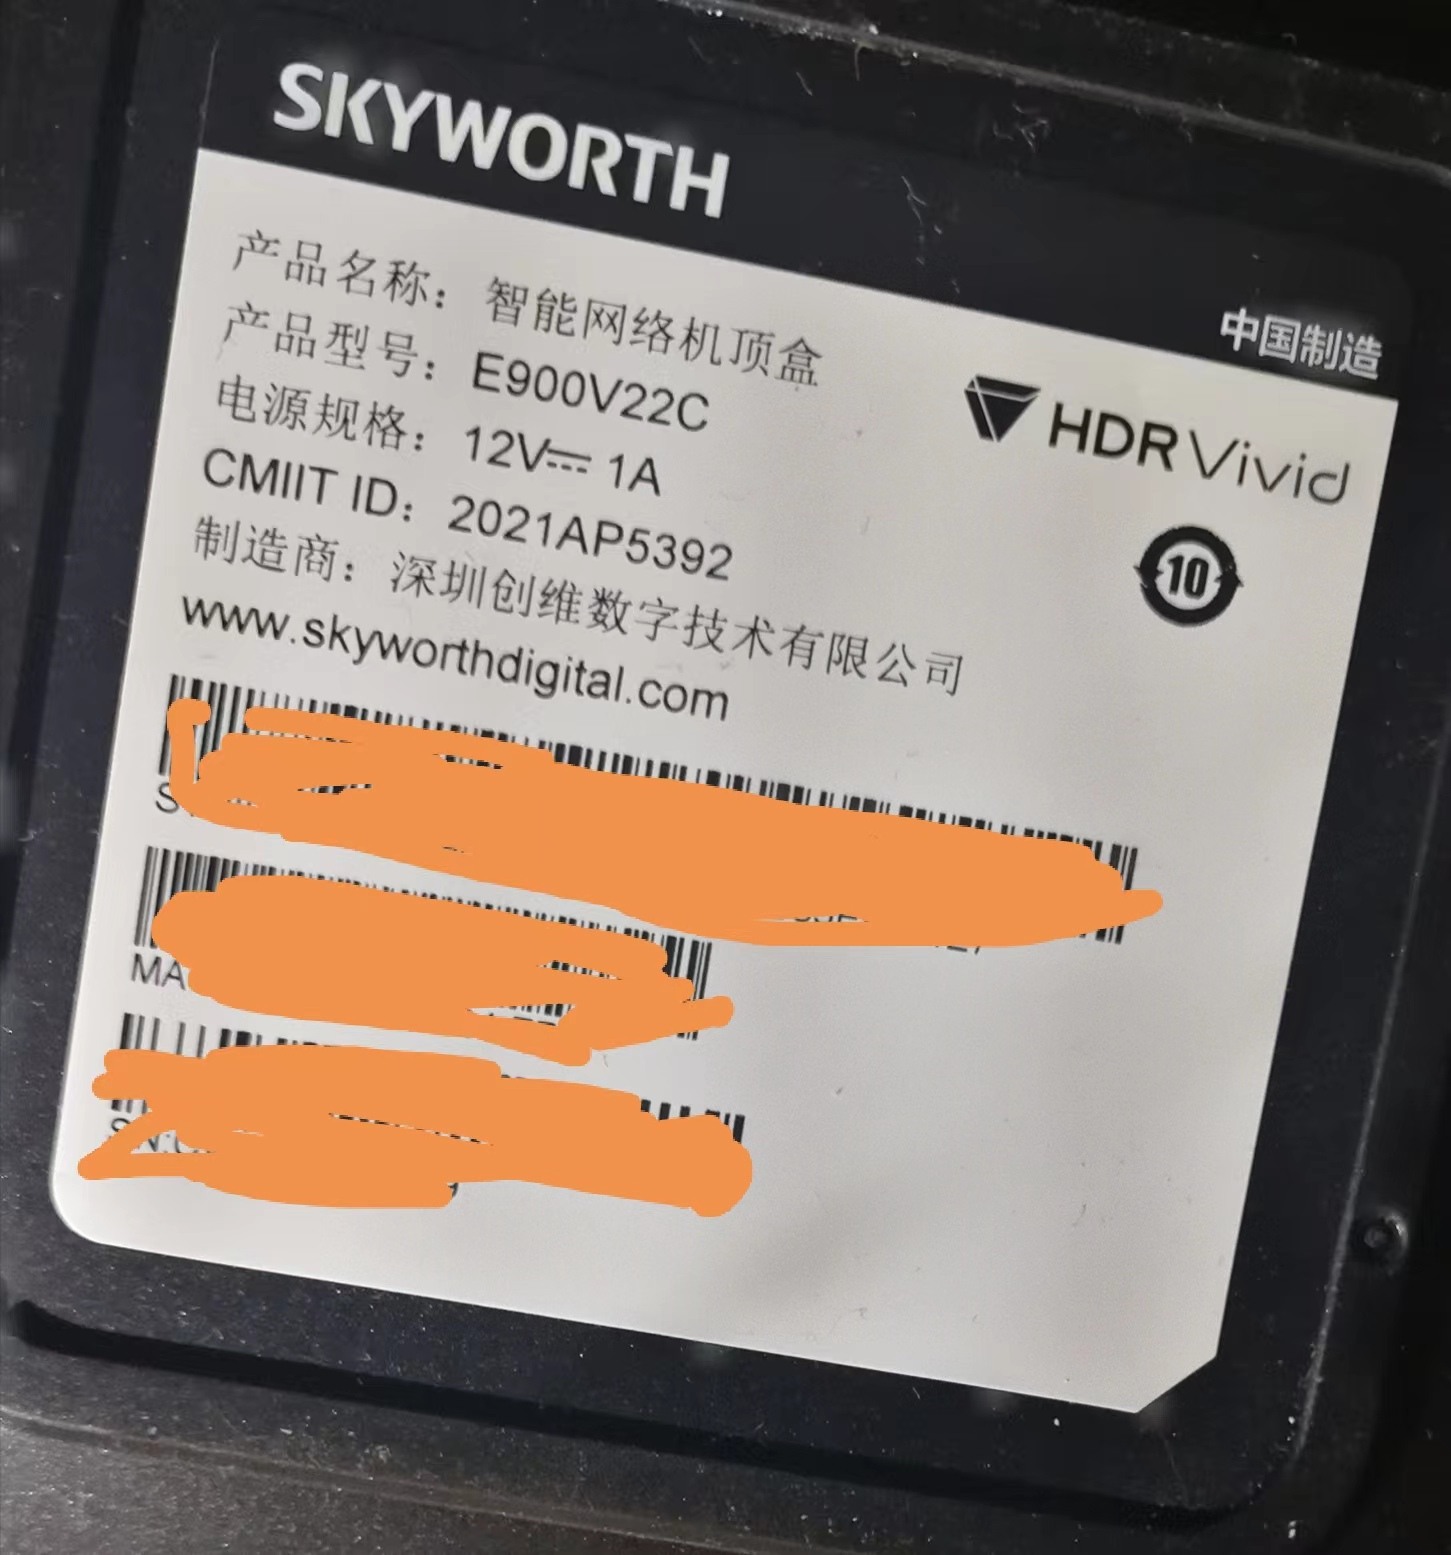 SKYWORTH
中国制造
产品名称：智能网络机顶盒
产品型号：E900V22C
HDR Vivid
电源规格：12V⎓1A
CMIIT ID：2021AP5392
10
制造商：深圳创维数字技术有限公司
www.skyworthdigital.com